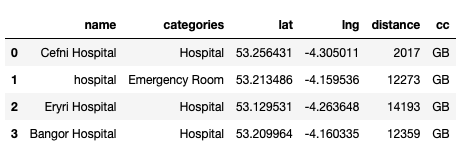 name categories lat lng distance cc
0 Cefni Hospital Hospital 53.256431 -4.305011 2017 GB
1 hospital Emergency Room 53.213486 -4.159536 12273 GB
2 Eryri Hospital Hospital 53.129531 -4.263648 14193 GB
3 Bangor Hospital Hospital 53.209964 -4.160335 12359 GB